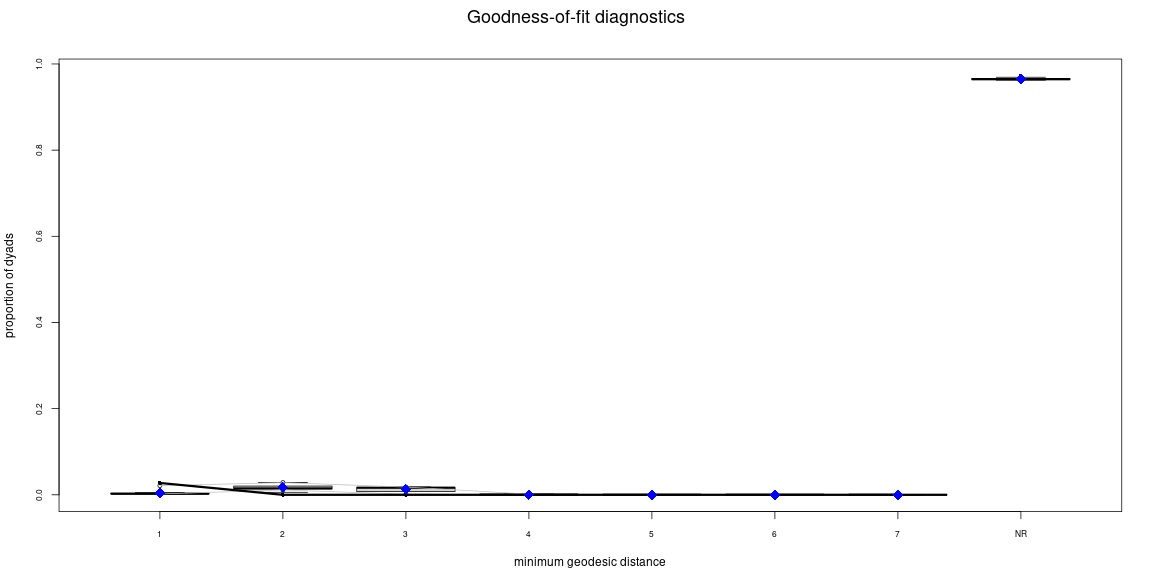 Goodness-of-fit diagnostics
proportion of dyads
1.0
0.8
0.6
0.4
0.2
0.0
1 2 3 4 5 6 7 NR
minimum geodesic distance